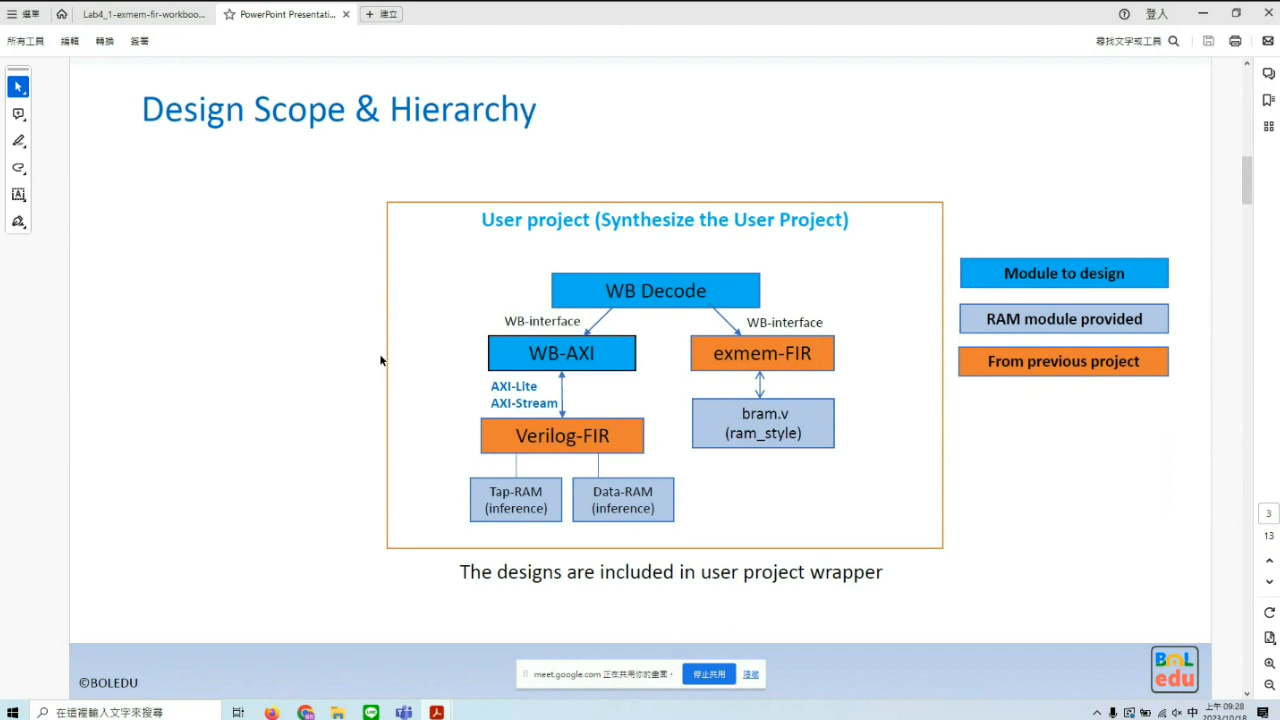 選單
Lab4_1-exmem-fir-workboo...
PowerPoint Presentati...
建立
登入
所有工具
編輯
轉換
簽署
尋找文字或工具
Design Scope & Hierarchy
User project (Synthesize the User Project)
WB Decode
WB-interface
WB-interface
WB-AXI
exmem-FIR
AXI-Lite
AXI-Stream
bram.v
(ram_style)
Verilog-FIR
Tap-RAM
(inference)
Data-RAM
(inference)
Module to design
RAM module provided
From previous project
The designs are included in user project wrapper
3
13
©BOLEDU
BOL
edu
meet.google.com 正在共用你的畫面。
停止共用
隱藏
在這裡輸入文字來搜尋
中
上午 09:28
2023/10/18